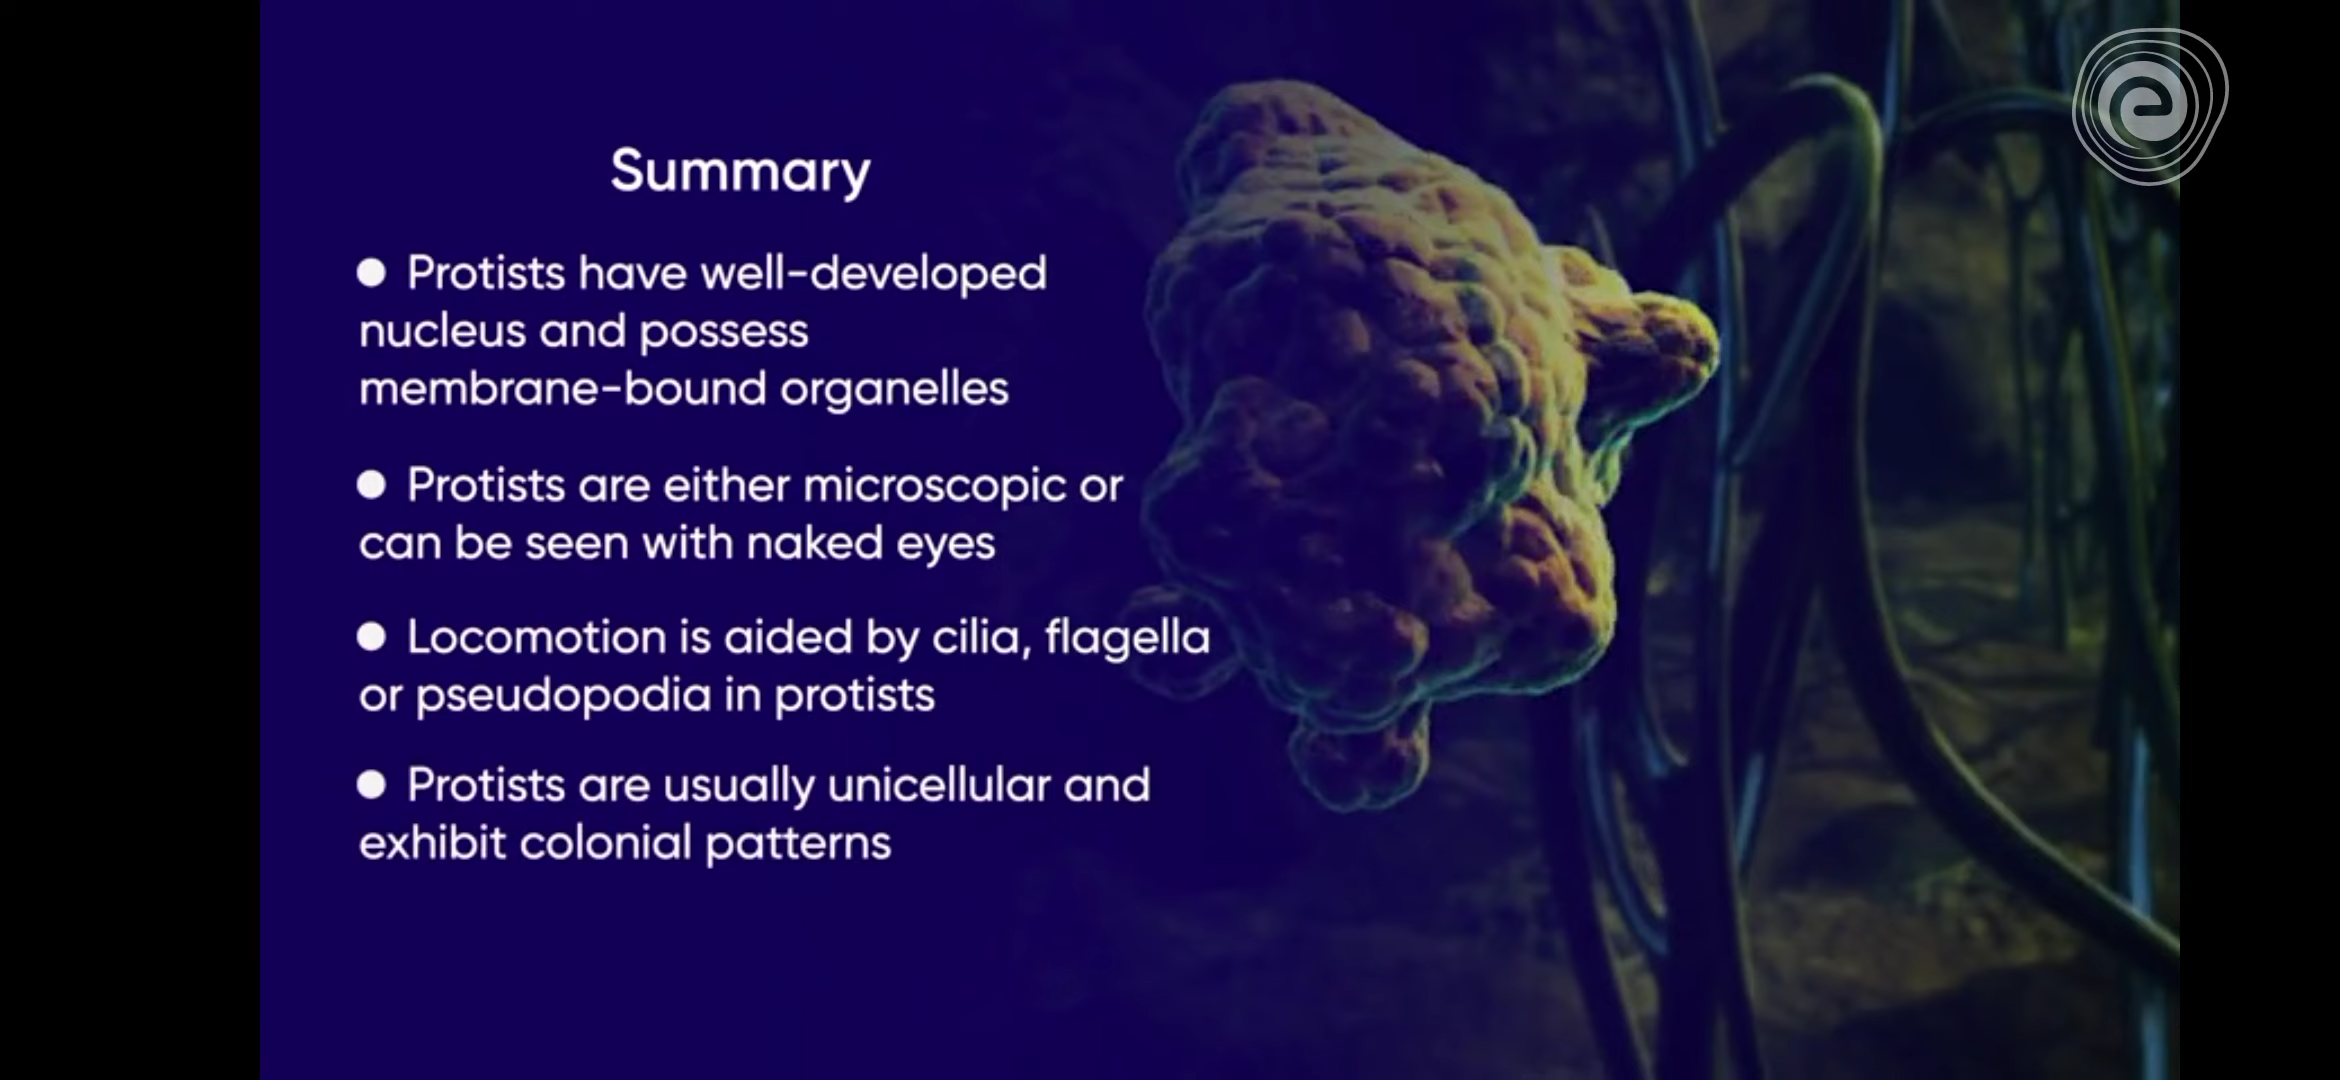 Summary
● Protists have well-developed
nucleus and possess
membrane-bound organelles
● Protists are either microscopic or
can be seen with naked eyes
● Locomotion is aided by cilia, flagella
or pseudopodia in protists
● Protists are usually unicellular and
exhibit colonial patterns
e